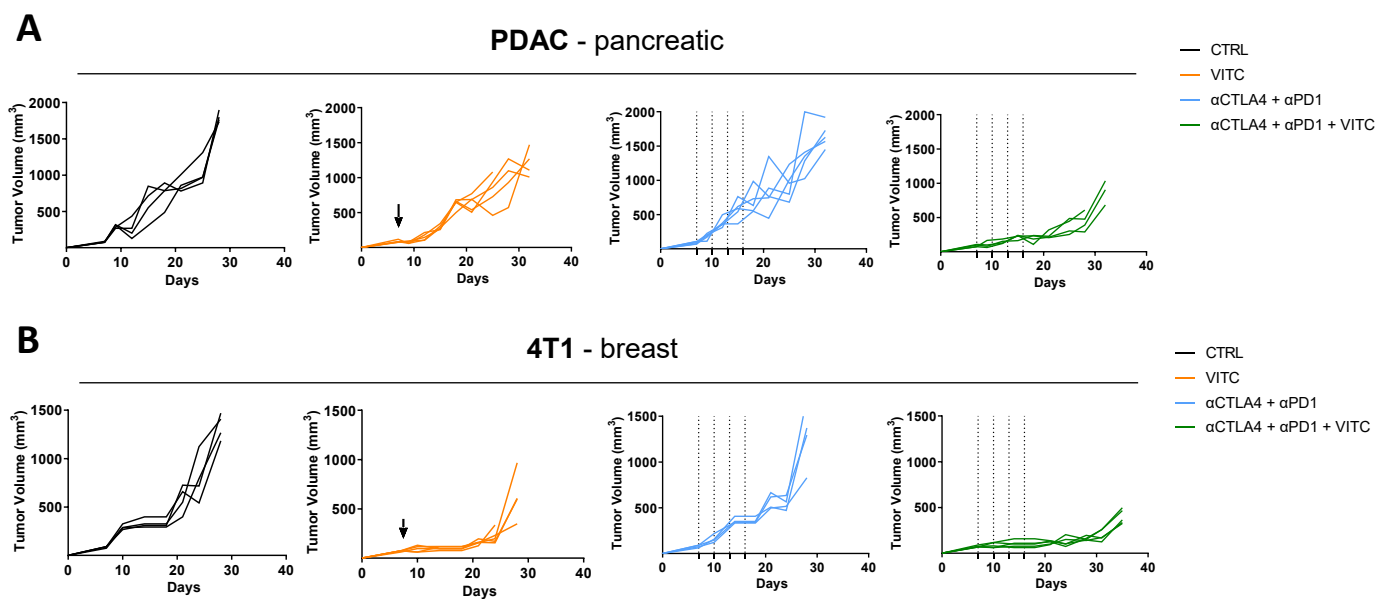 A
PDAC - pancreatic
CTRL
VITC
αCTLA4 + αPD1
αCTLA4 + αPD1 + VITC
Tumor Volume (mm³)
2000
1500
1000
500
0 10 20 30 40
Days
Tumor Volume (mm³)
2000
1500
1000
500
0 10 20 30 40
Days
Tumor Volume (mm³)
2000
1500
1000
500
0 10 20 30 40
Days
Tumor Volume (mm³)
2000
1500
1000
500
0 10 20 30 40
Days
B
4T1 - breast
CTRL
VITC
αCTLA4 + αPD1
αCTLA4 + αPD1 + VITC
Tumor Volume (mm³)
1500
1000
500
0 10 20 30 40
Days
Tumor Volume (mm³)
1500
1000
500
0 10 20 30 40
Days
Tumor Volume (mm³)
1500
1000
500
0 10 20 30 40
Days
Tumor Volume (mm³)
1500
1000
500
0 10 20 30 40
Days